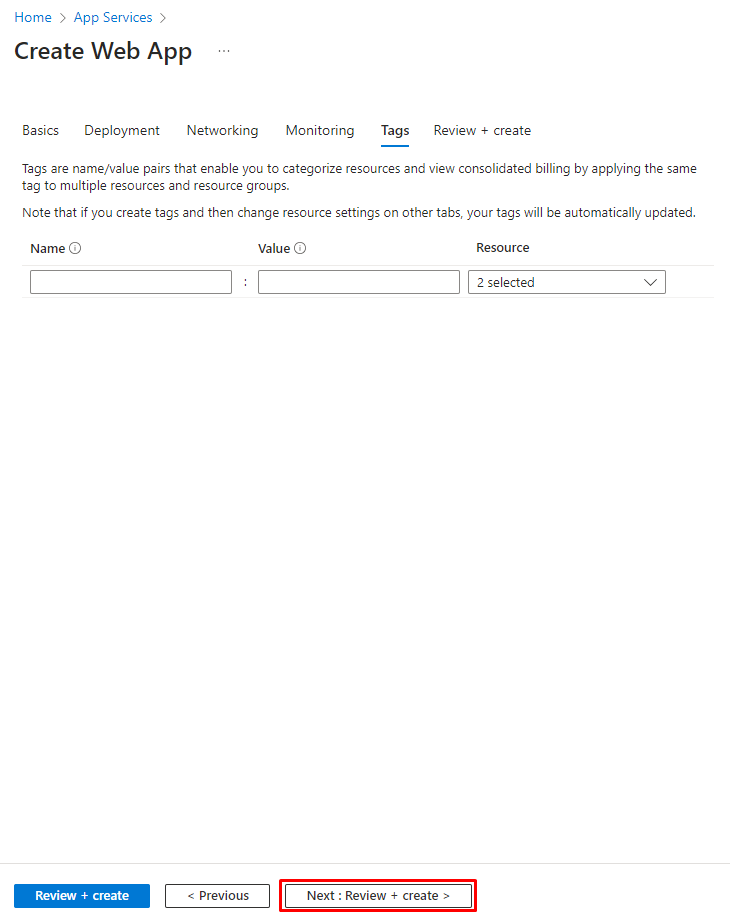 Home > App Services >
Create Web App ...
Basics Deployment Networking Monitoring Tags Review + create
Tags are name/value pairs that enable you to categorize resources and view consolidated billing by applying the same
tag to multiple resources and resource groups.
Note that if you create tags and then change resource settings on other tabs, your tags will be automatically updated.
Name Value Resource
: 2 selected
Review + create < Previous Next : Review + create >